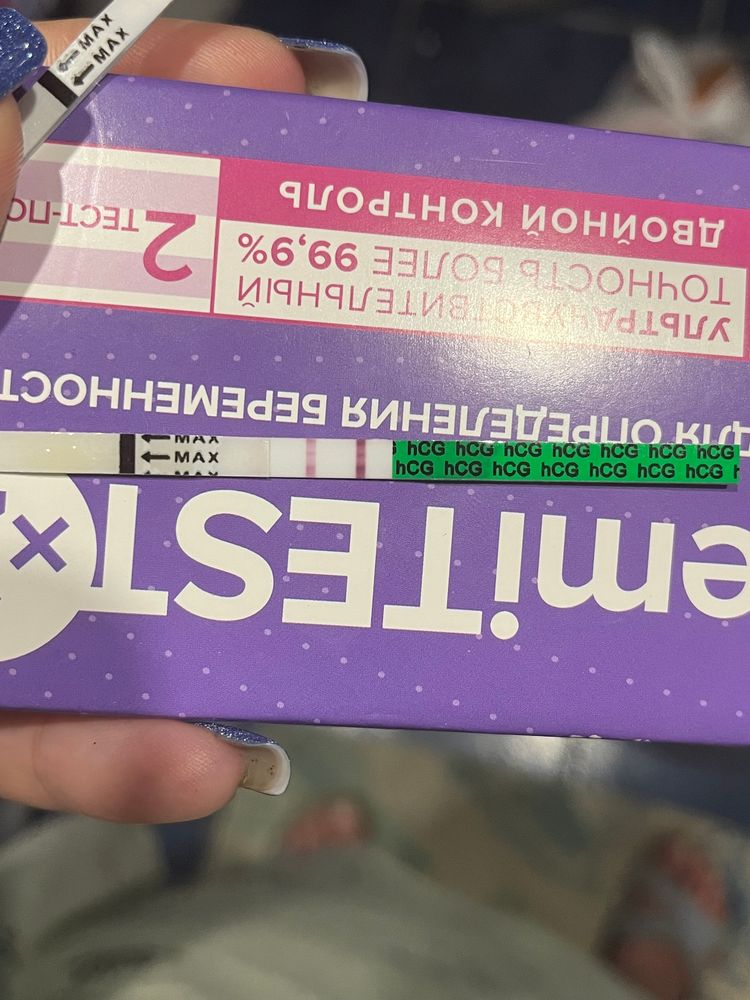 MAX
MAX
emiTEST
×2
ДЛЯ ОПРЕДЕЛЕНИЯ БЕРЕМЕННОСТ
УЛЬТРАЧУВСТВИТЕЛЬНЫЙ
ТОЧНОСТЬ БОЛЕЕ 99,9%
ДВОЙНОЙ КОНТРОЛЬ
2 ТЕСТ-ПО
MAX
MAX
hCG hCG hCG hCG hCG hCG hCG
hCG hCG hCG hCG hCG hCG hCG